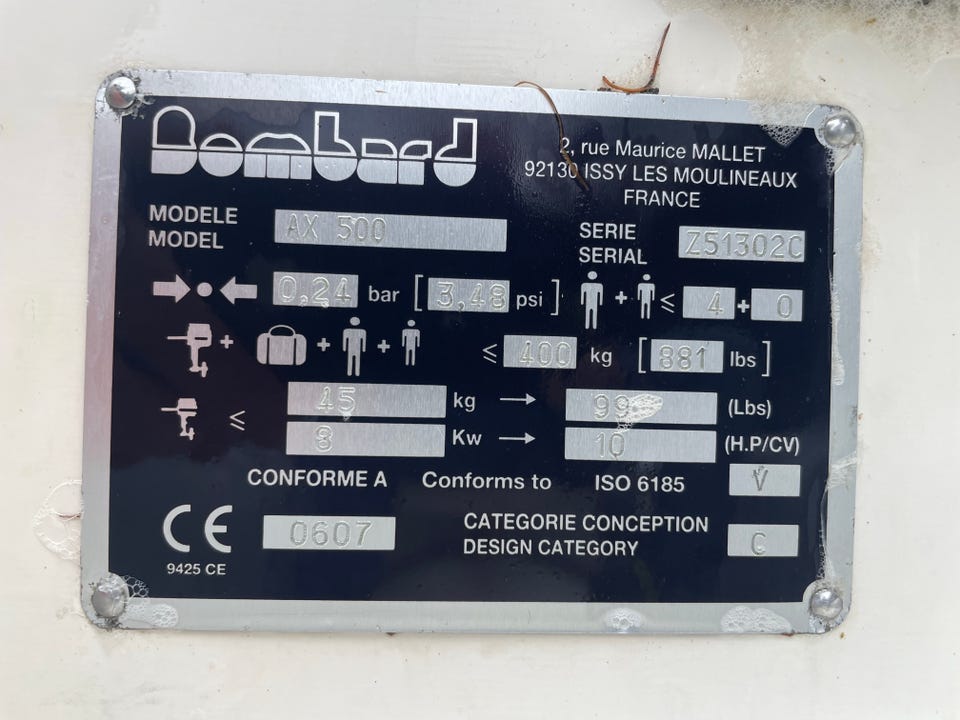 Bombard
2, rue Maurice MALLET
92130 ISSY LES MOULINEAUX
FRANCE
MODELE
MODEL
AX 500
SERIE
SERIAL
Z51302C
0,24 bar [ 3,48 psi ]
+ ≤ 4 + 0
+ + + ≤ 400 kg [ 881 lbs ]
≤ 45 kg → 99 (Lbs)
8 Kw → 10 (H.P/CV)
CONFORME A Conforms to ISO 6185 V
CE 0607
9425 CE
CATEGORIE CONCEPTION
DESIGN CATEGORY
C